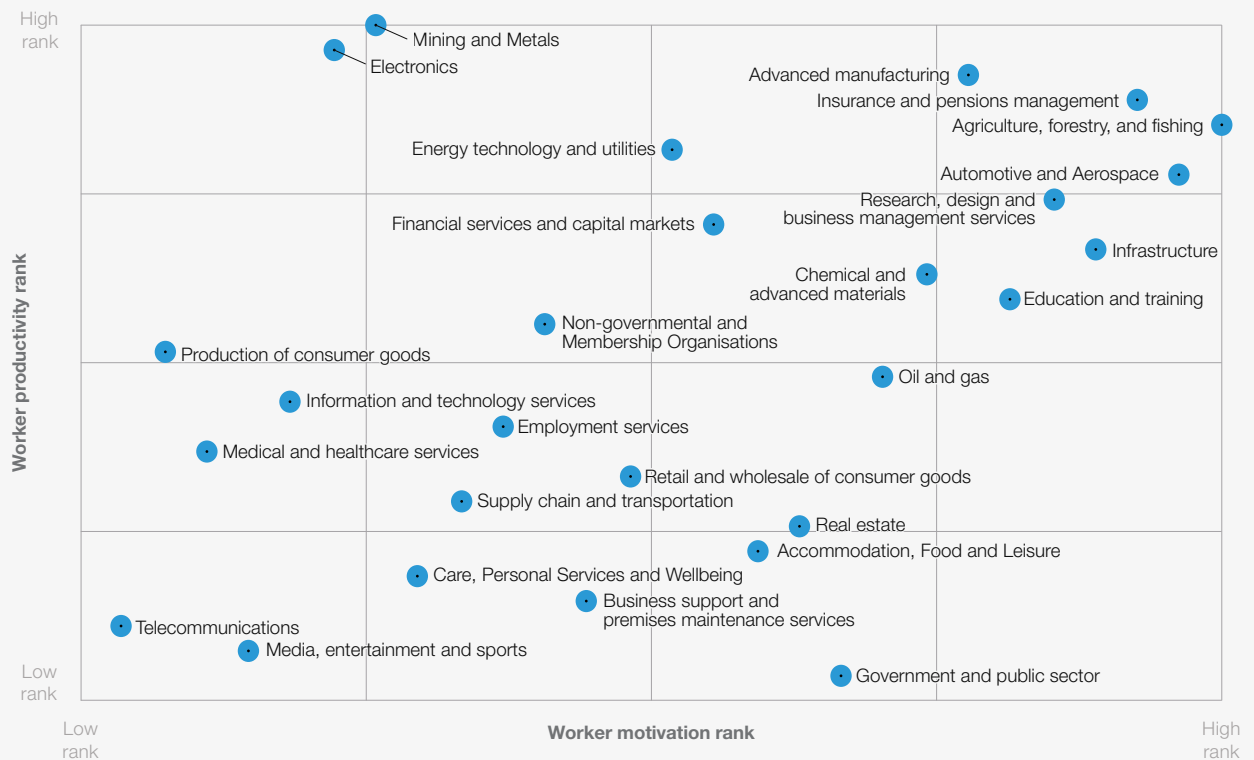 High
rank
Mining and Metals
Electronics
Advanced manufacturing
Insurance and pensions management
Agriculture, forestry, and fishing
Energy technology and utilities
Automotive and Aerospace
Research, design and
business management services
Financial services and capital markets
Infrastructure
Chemical and
advanced materials
Education and training
Non-governmental and
Membership Organisations
Production of consumer goods
Oil and gas
Information and technology services
Employment services
Medical and healthcare services
Retail and wholesale of consumer goods
Supply chain and transportation
Real estate
Accommodation, Food and Leisure
Care, Personal Services and Wellbeing
Business support and
premises maintenance services
Telecommunications
Media, entertainment and sports
Government and public sector
Worker productivity rank
Low
rank
Low
rank
Worker motivation rank
High
rank